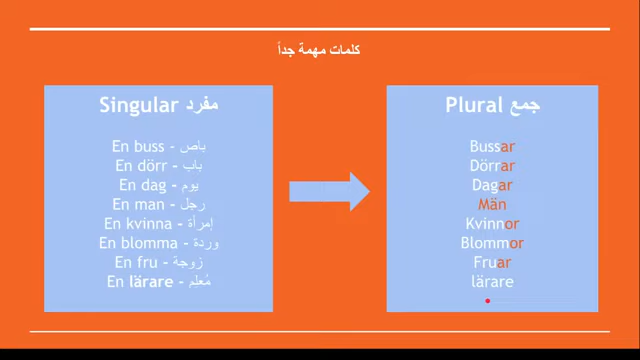 كلمات مهمة جداً
Singular مفرد
En buss - باص
En dörr - باب
En dag - يوم
En man - رجل
En kvinna - إمرأة
En blomma - وردة
En fru - زوجة
En lärare - مُعلِم
Plural جمع
Bussar
Dörrar
Dagar
Män
Kvinnor
Blommor
Fruar
lärare